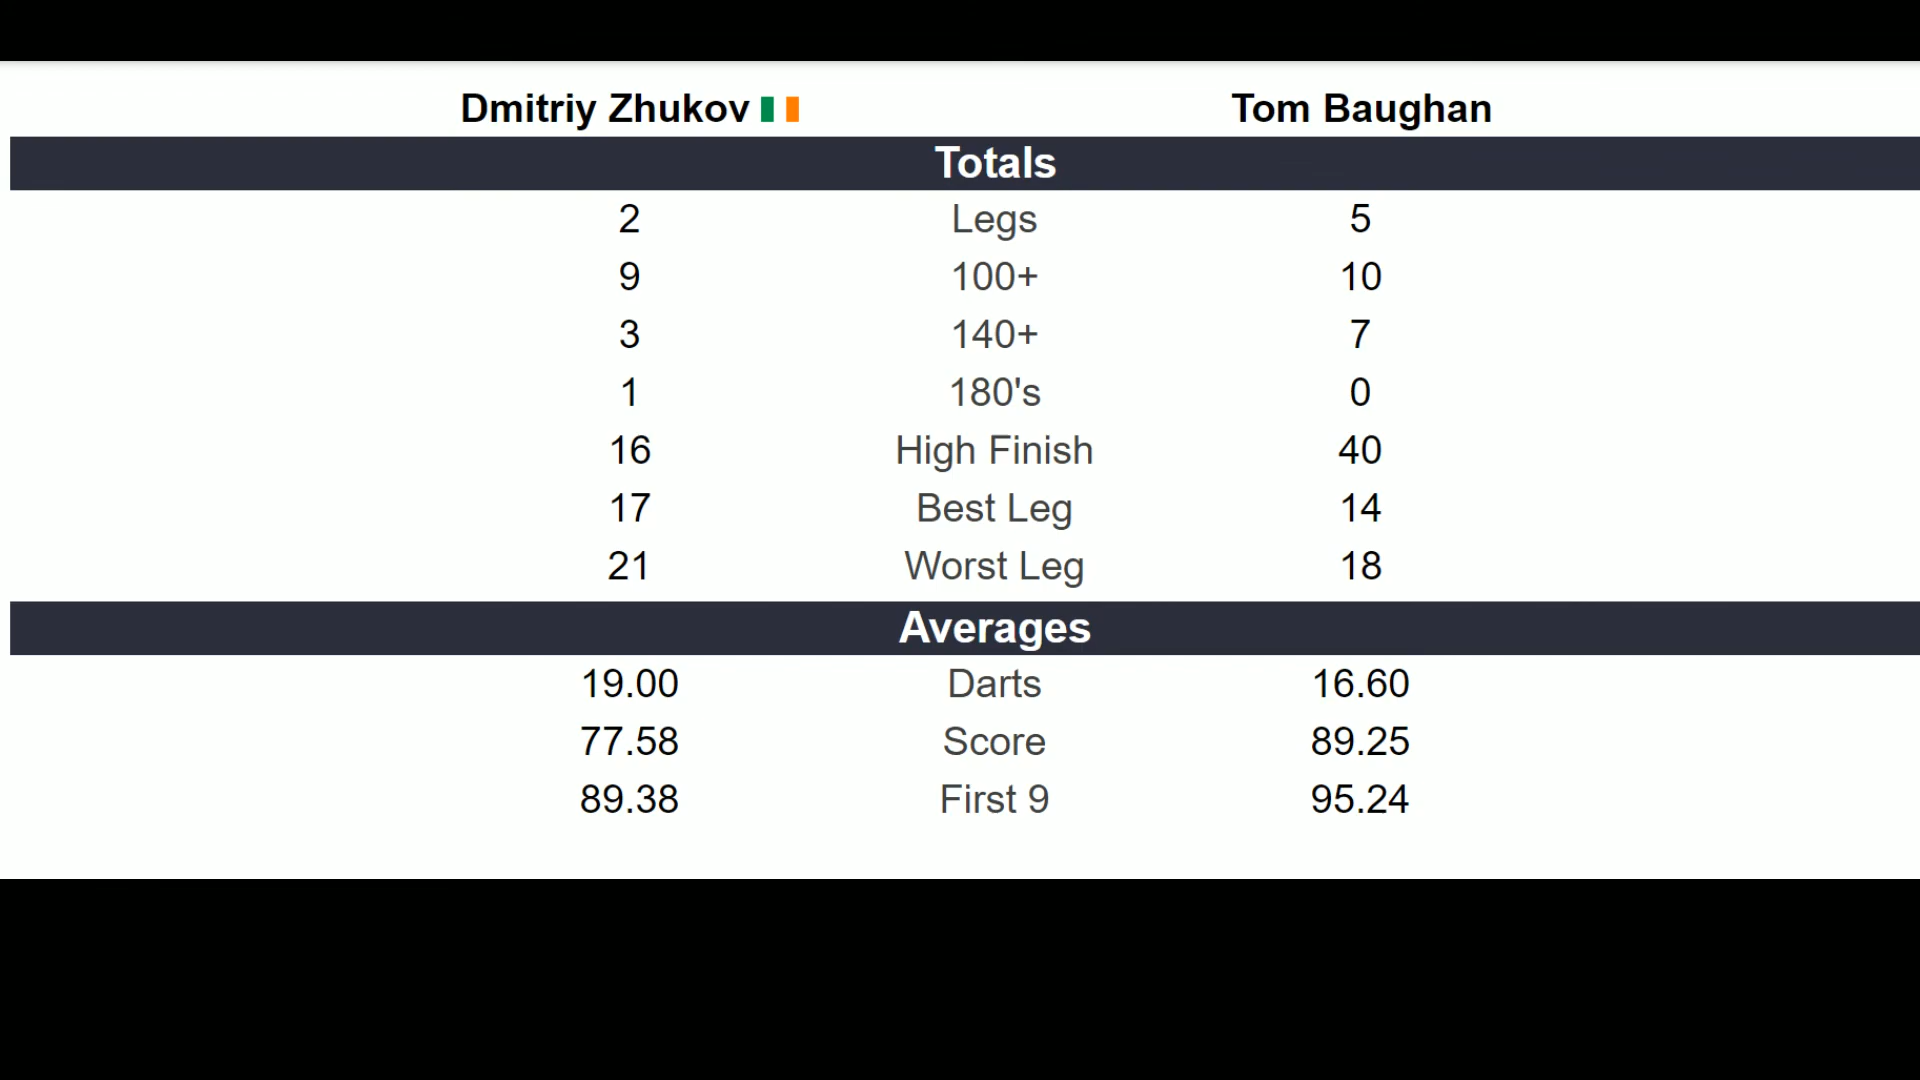 Dmitriy Zhukov Tom Baughan
Totals
2 Legs 5
9 100+ 10
3 140+ 7
1 180's 0
16 High Finish 40
17 Best Leg 14
21 Worst Leg 18
Averages
19.00 Darts 16.60
77.58 Score 89.25
89.38 First 9 95.24